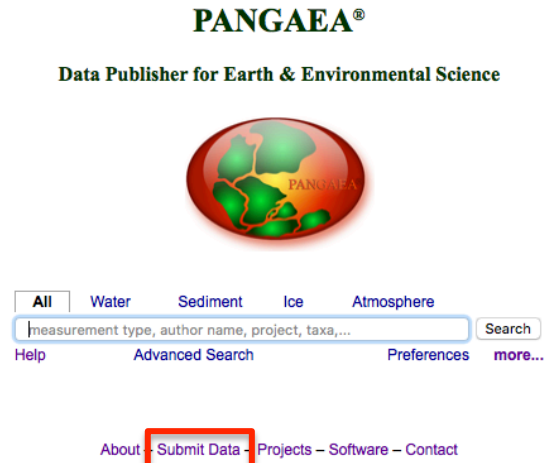 PANGAEA®
Data Publisher for Earth & Environmental Science
PANGAEA
All Water Sediment Ice Atmosphere
measurement type, author name, project, taxa,... Search
Help Advanced Search Preferences more...
About – Submit Data – Projects – Software – Contact